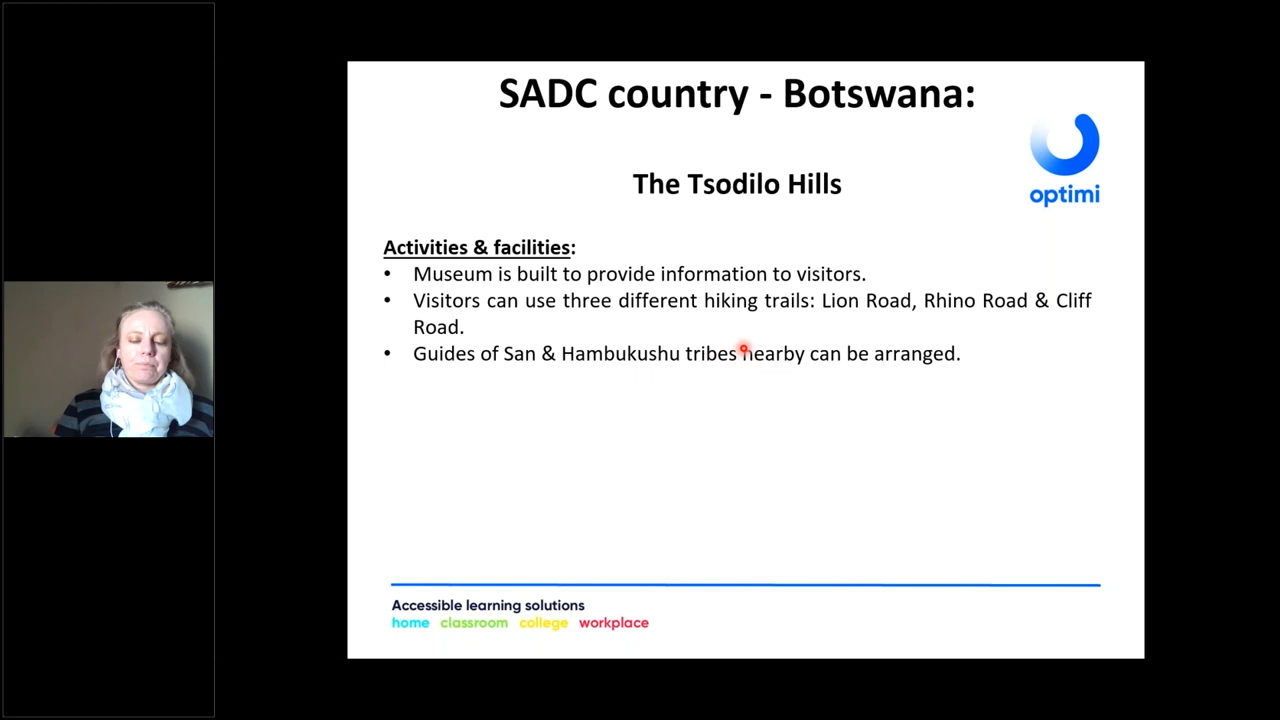 SADC country - Botswana:
optimi
The Tsodilo Hills
Activities & facilities:
• Museum is built to provide information to visitors.
• Visitors can use three different hiking trails: Lion Road, Rhino Road & Cliff
Road.
• Guides of San & Hambukushu tribes nearby can be arranged.
Accessible learning solutions
home classroom college workplace